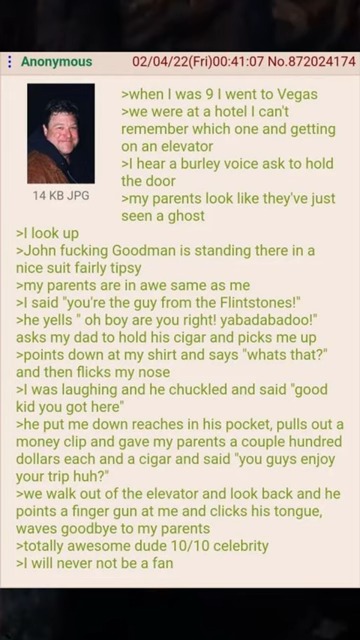 Anonymous 02/04/22(Fri)00:41:07 No.872024174
14 KB JPG
>when I was 9 I went to Vegas
>we were at a hotel I can't
remember which one and getting
on an elevator
>I hear a burley voice ask to hold
the door
>my parents look like they've just
seen a ghost
>I look up
>John fucking Goodman is standing there in a
nice suit fairly tipsy
>my parents are in awe same as me
>I said "you're the guy from the Flintstones!"
>he yells " oh boy are you right! yabadabadoo!"
asks my dad to hold his cigar and picks me up
>points down at my shirt and says "whats that?"
and then flicks my nose
>I was laughing and he chuckled and said "good
kid you got here"
>he put me down reaches in his pocket, pulls out a
money clip and gave my parents a couple hundred
dollars each and a cigar and said "you guys enjoy
your trip huh?"
>we walk out of the elevator and look back and he
points a finger gun at me and clicks his tongue,
waves goodbye to my parents
>totally awesome dude 10/10 celebrity
>I will never not be a fan